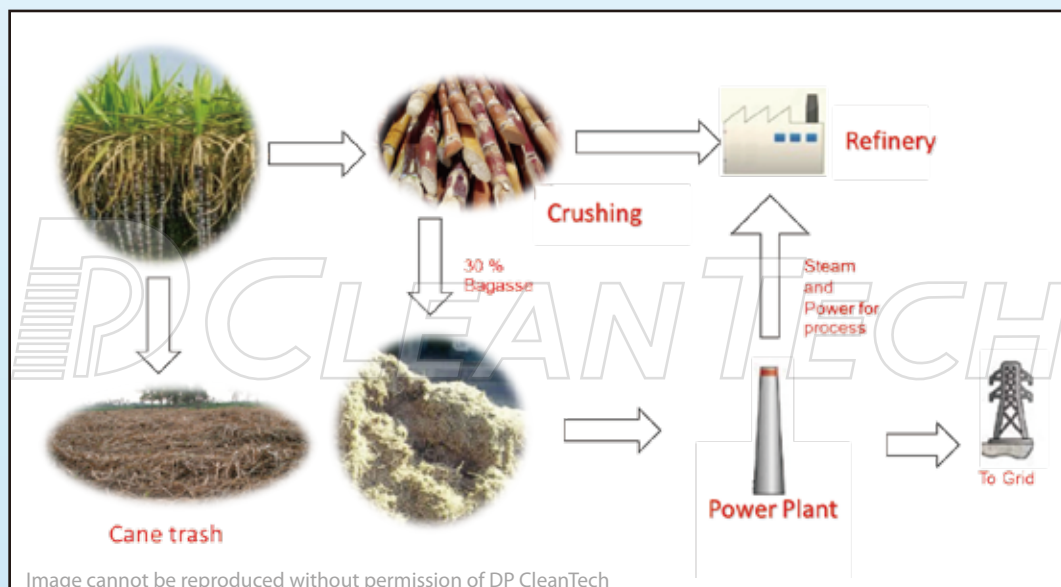 Refinery
Crushing
30 %
Bagasse
Steam
and
Power for
process
DP CLEANTECH
To Grid
Power Plant
Cane trash
Image cannot be reproduced without permission of DP CleanTech